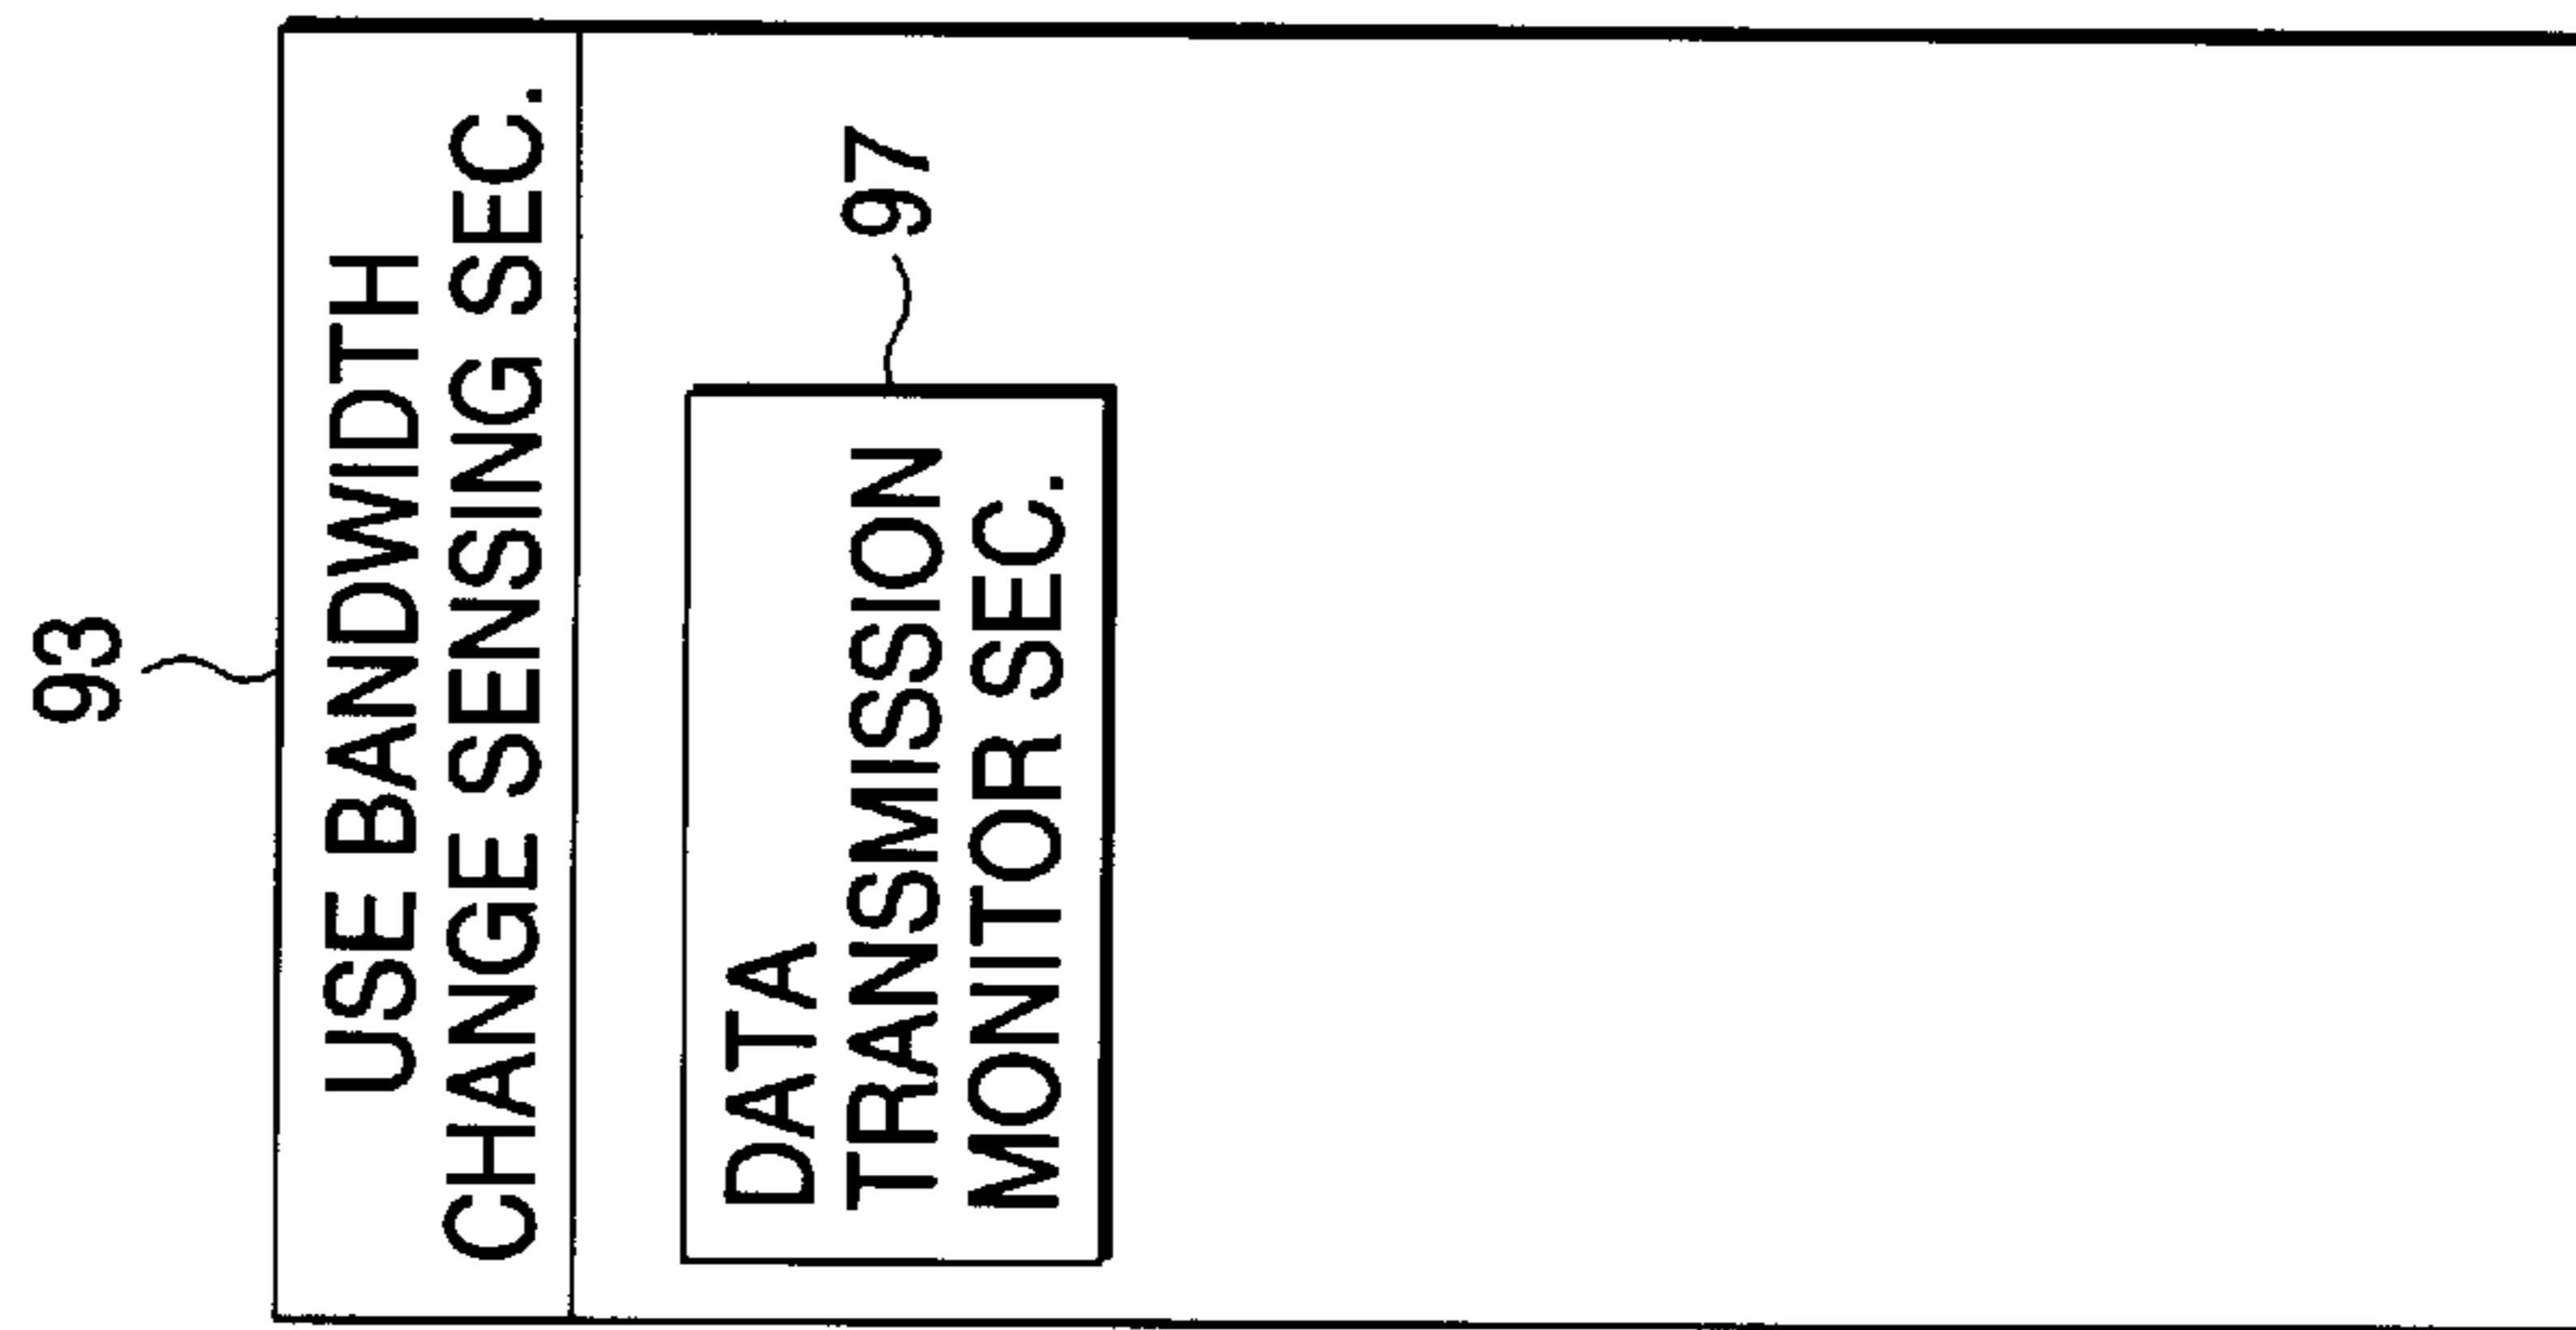 93
USE BANDWIDTH
CHANGE SENSING SEC.
97
DATA
TRANSMISSION
MONITOR SEC.